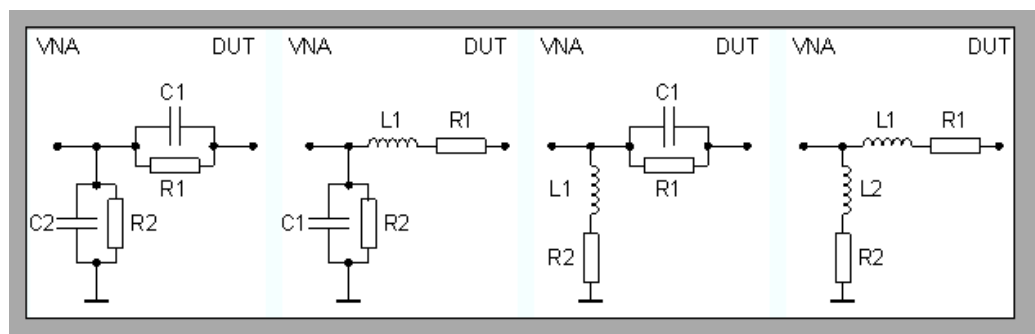 VNA DUT VNA DUT VNA DUT VNA DUT
C1 C1
L1 R1 L1 R1
R1 R1
L1 L2
C2 R2 C1 R2
R2 R2